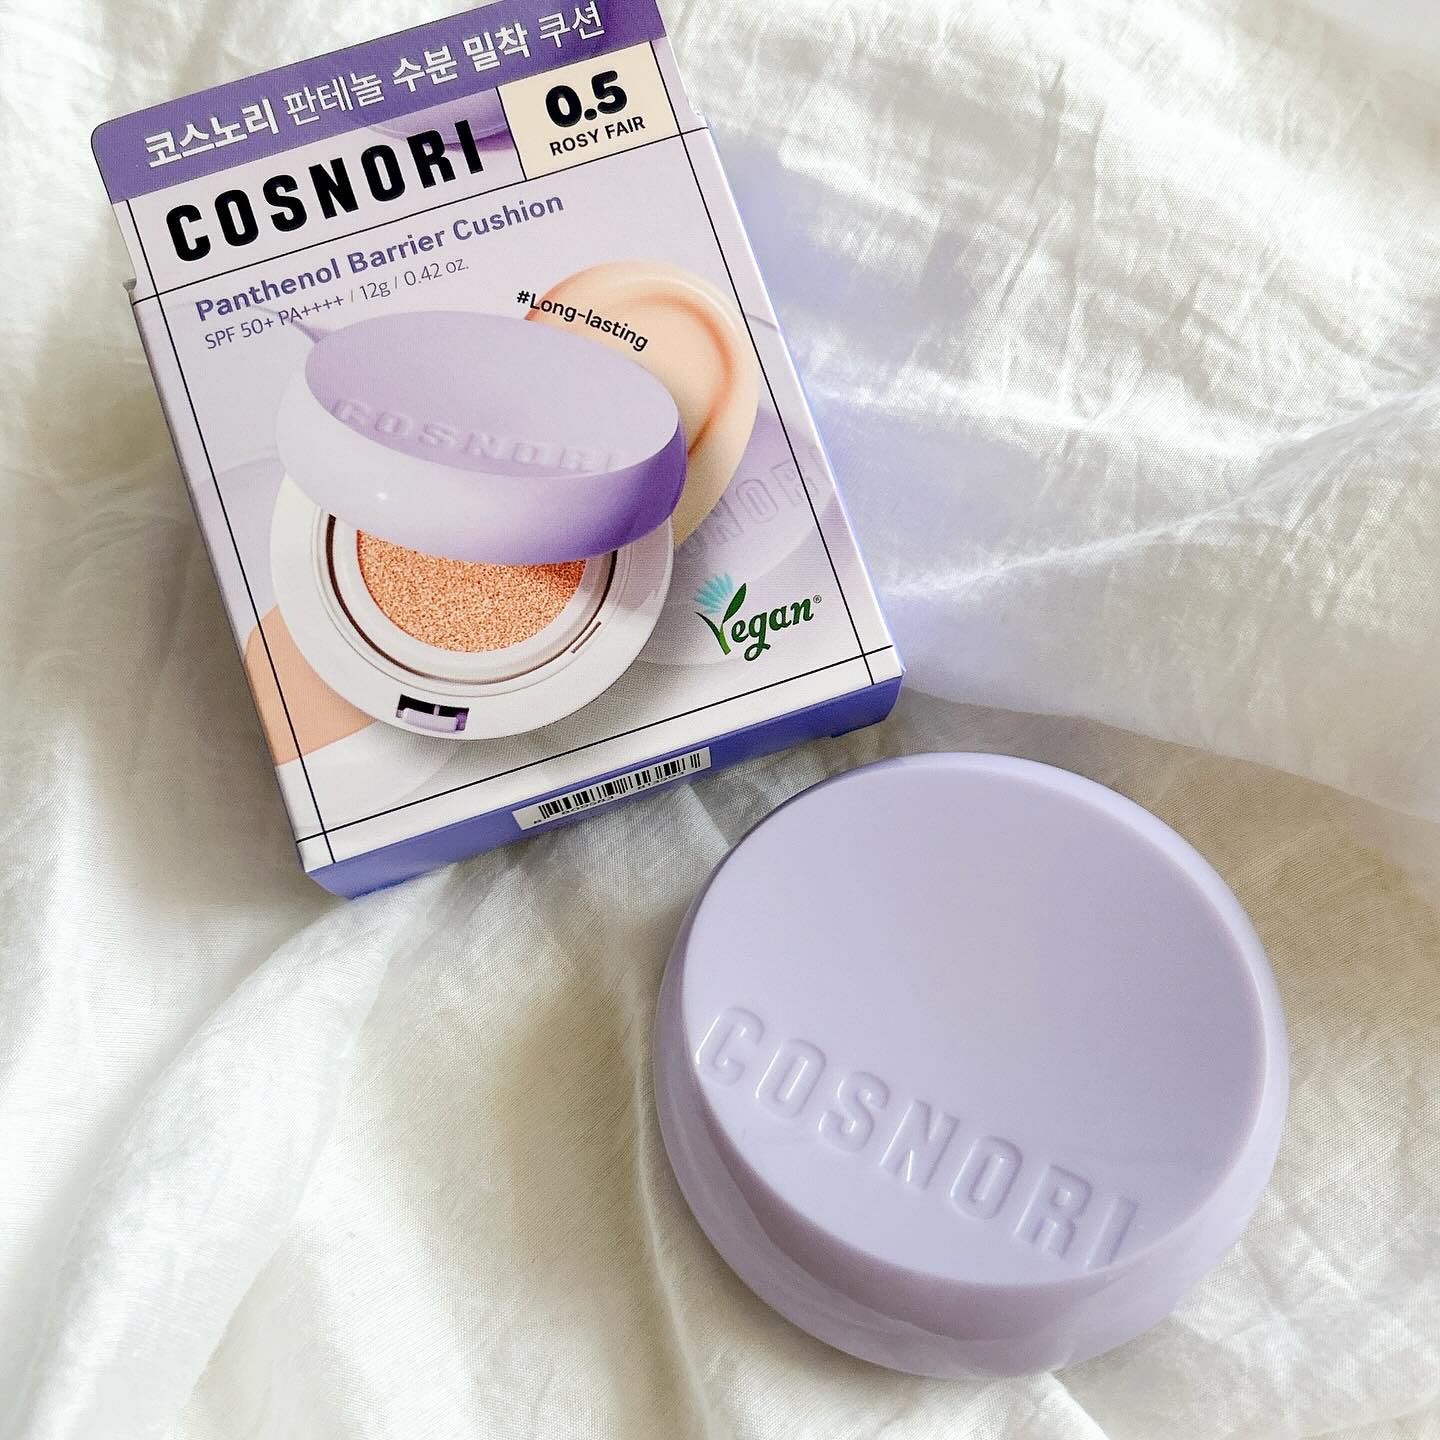 코스노리 판테놀 수분 밀착 쿠션
COSNORI
0.5
ROSY FAIR
Panthenol Barrier Cushion
SPF 50+ PA++++ / 12g / 0.42 oz.
#Long-lasting
COSNORI
Vegan®
COSNORI